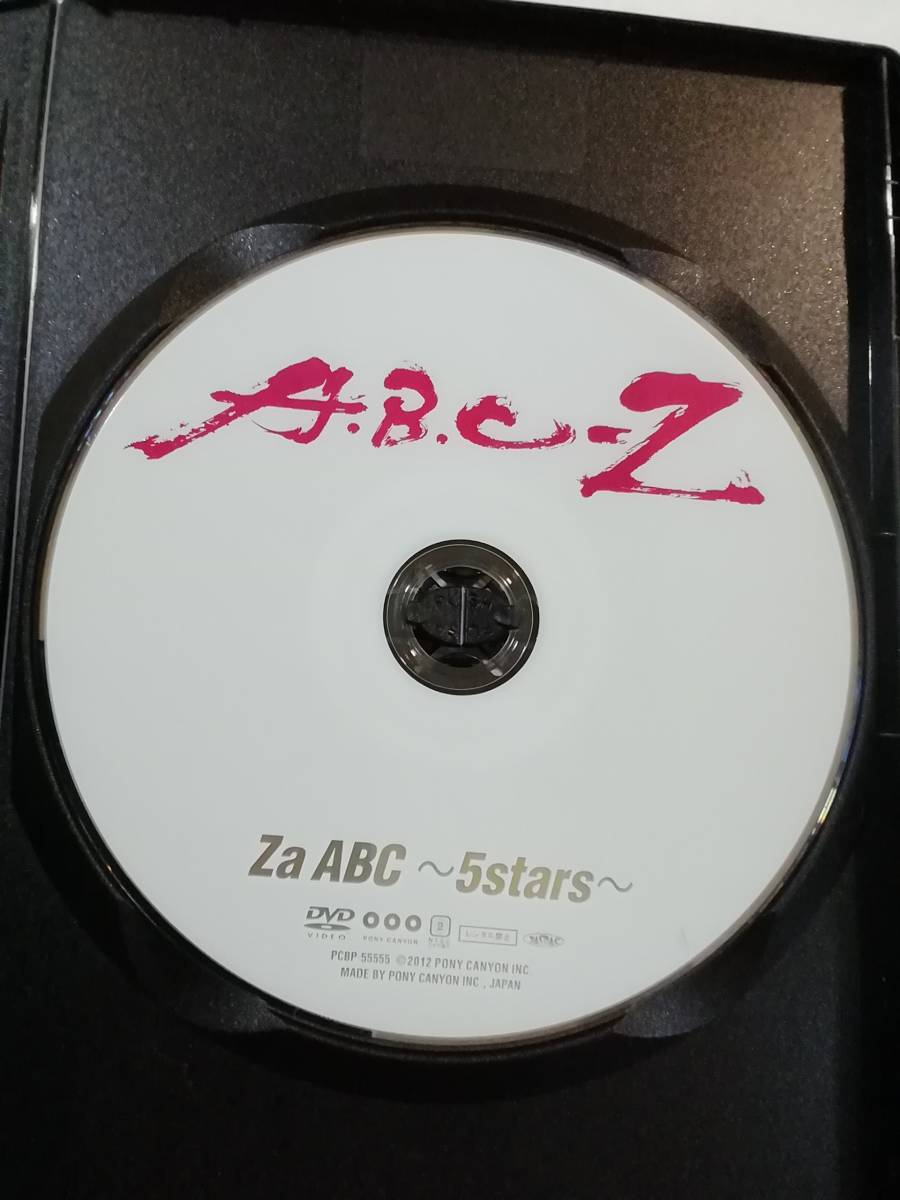 A.B.C-Z
Za ABC ～5stars～
DVD VIDEO PONY CANYON 2 レンタル禁止
PCBP 55555 ©2012 PONY CANYON INC
MADE BY PONY CANYON INC., JAPAN
PUSH